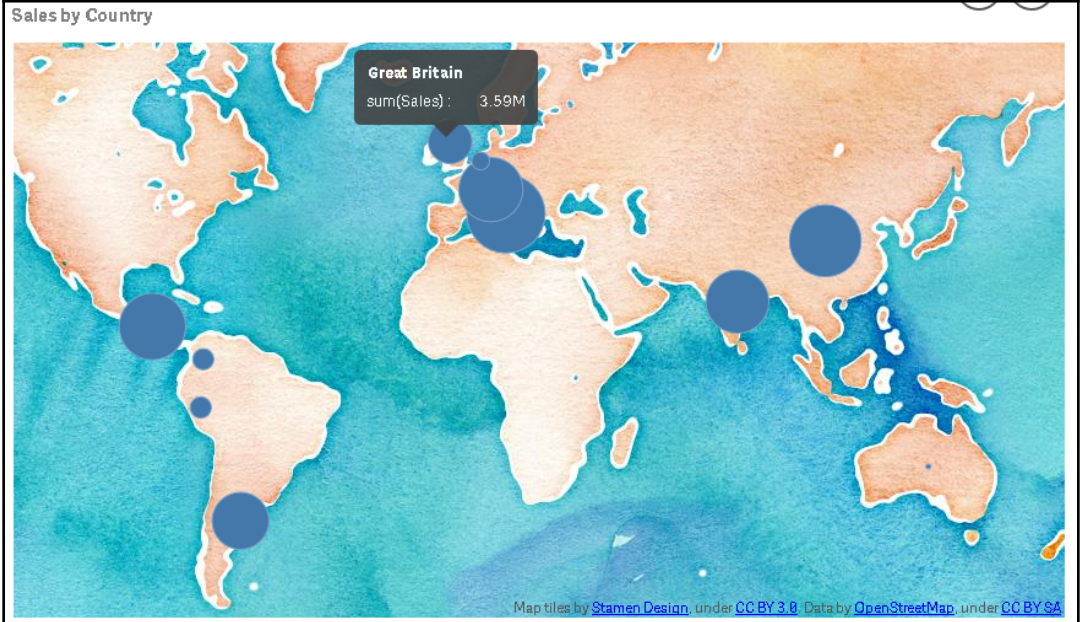 Sales by Country
Great Britain
sum(Sales) : 3.59M
Map tiles by Stamen Design, under CC BY 3.0. Data by OpenStreetMap, under CC BY SA